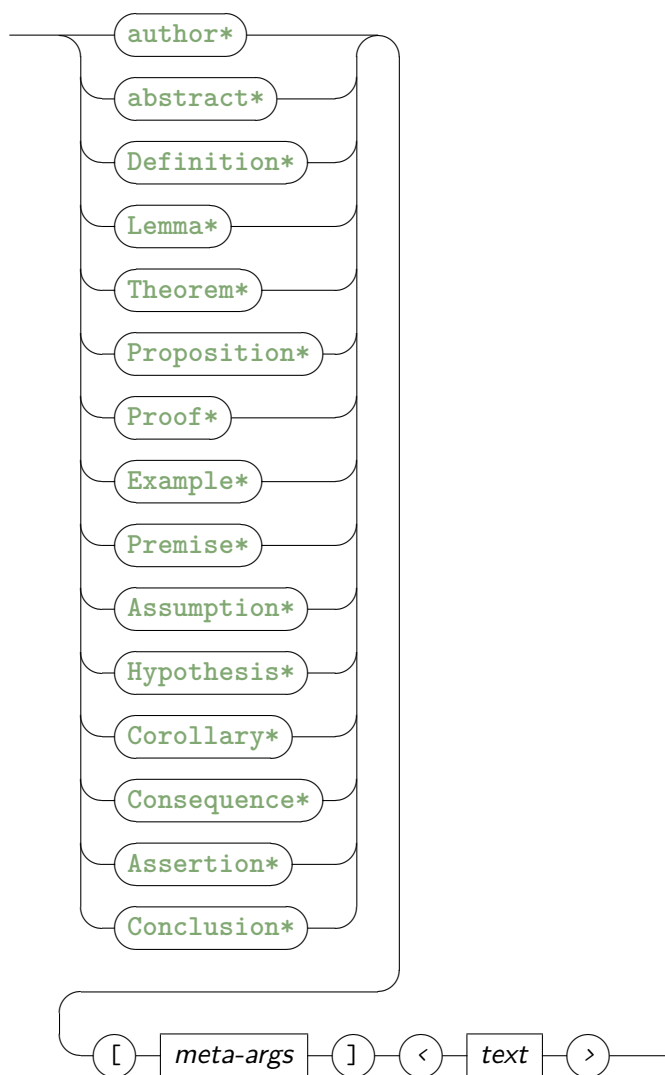 author*
abstract*
Definition*
Lemma*
Theorem*
Proposition*
Proof*
Example*
Premise*
Assumption*
Hypothesis*
Corollary*
Consequence*
Assertion*
Conclusion*
[ meta-args ] < text >